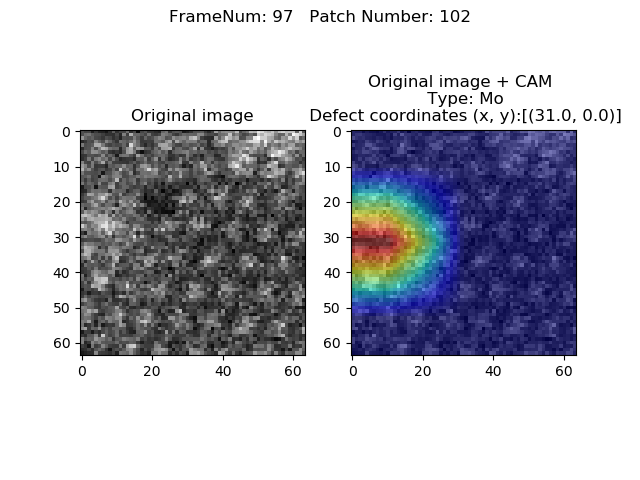 FrameNum: 97   Patch Number: 102
Original image
Original image + CAM
Type: Mo
Defect coordinates (x, y):[(31.0, 0.0)]
0
10
20
30
40
50
60
0 20 40 60
0
10
20
30
40
50
60
0 20 40 60